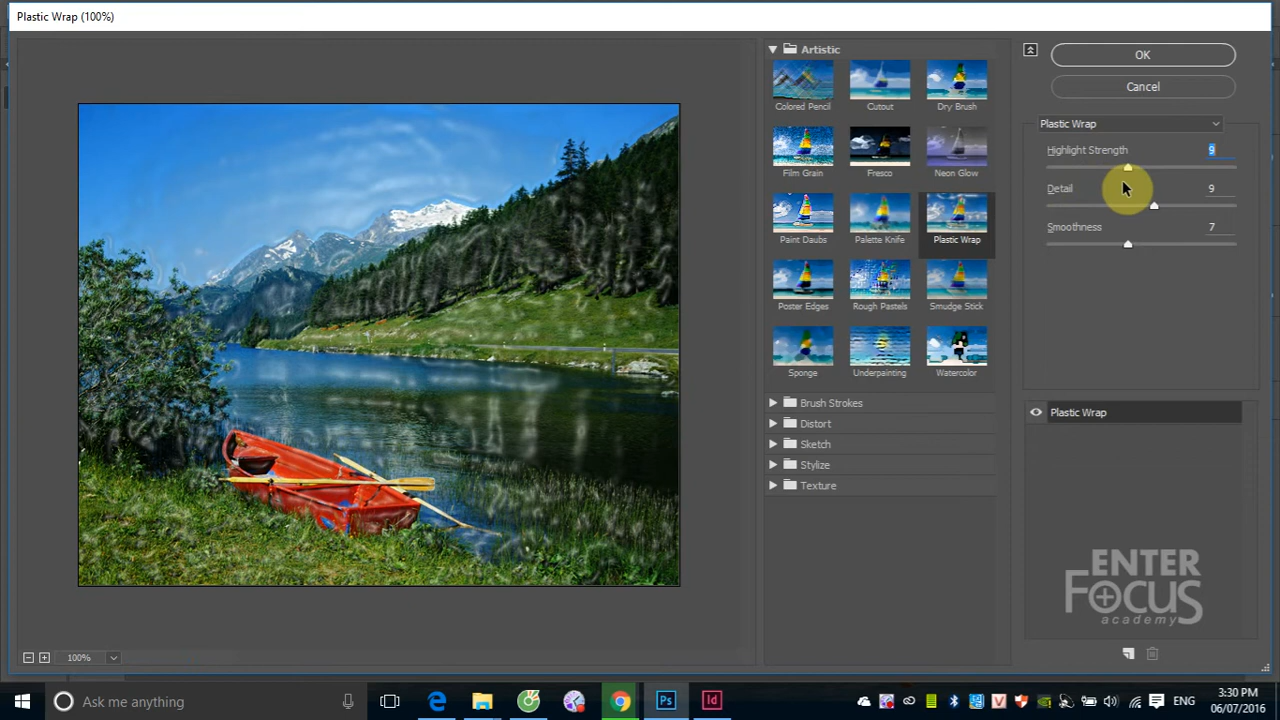 Plastic Wrap (100%)
Artistic
Colored Pencil
Cutout
Dry Brush
Film Grain
Fresco
Neon Glow
Paint Daubs
Palette Knife
Plastic Wrap
Poster Edges
Rough Pastels
Smudge Stick
Sponge
Underpainting
Watercolor
Brush Strokes
Distort
Sketch
Stylize
Texture
OK
Cancel
Plastic Wrap
Highlight Strength 9
Detail 9
Smoothness 7
Plastic Wrap
ENTER
FOCUS
academy
100%
Ask me anything
Ps
Id
ENG
3:30 PM
06/07/2016